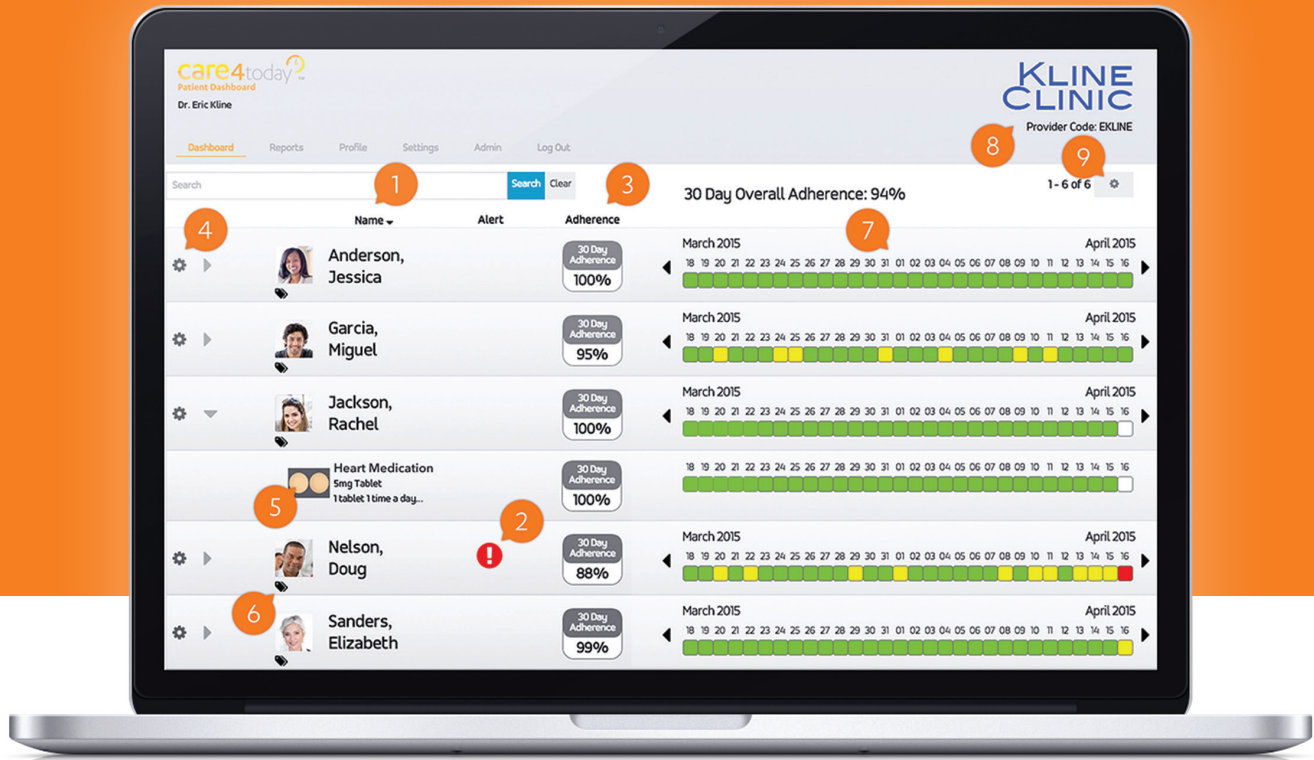 care4today
Patient Dashboard
Dr. Eric Kline
KLINE
CLINIC
Provider Code: EKLINE
8
9
Dashboard Reports Profile Settings Admin Log Out
Search Search Clear
1
3
30 Day Overall Adherence: 94%
1 - 6 of 6
Name Alert Adherence
4
7
Anderson,
Jessica
30 Day
Adherence
100%
March 2015 April 2015
18 19 20 21 22 23 24 25 26 27 28 29 30 31 01 02 03 04 05 06 07 08 09 10 11 12 13 14 15 16
Garcia,
Miguel
30 Day
Adherence
95%
March 2015 April 2015
18 19 20 21 22 23 24 25 26 27 28 29 30 31 01 02 03 04 05 06 07 08 09 10 11 12 13 14 15 16
Jackson,
Rachel
30 Day
Adherence
100%
March 2015 April 2015
18 19 20 21 22 23 24 25 26 27 28 29 30 31 01 02 03 04 05 06 07 08 09 10 11 12 13 14 15 16
Heart Medication
5mg Tablet
1 tablet 1 time a day...
30 Day
Adherence
100%
18 19 20 21 22 23 24 25 26 27 28 29 30 31 01 02 03 04 05 06 07 08 09 10 11 12 13 14 15 16
5
2
Nelson,
Doug
!
30 Day
Adherence
88%
March 2015 April 2015
18 19 20 21 22 23 24 25 26 27 28 29 30 31 01 02 03 04 05 06 07 08 09 10 11 12 13 14 15 16
6
Sanders,
Elizabeth
30 Day
Adherence
99%
March 2015 April 2015
18 19 20 21 22 23 24 25 26 27 28 29 30 31 01 02 03 04 05 06 07 08 09 10 11 12 13 14 15 16